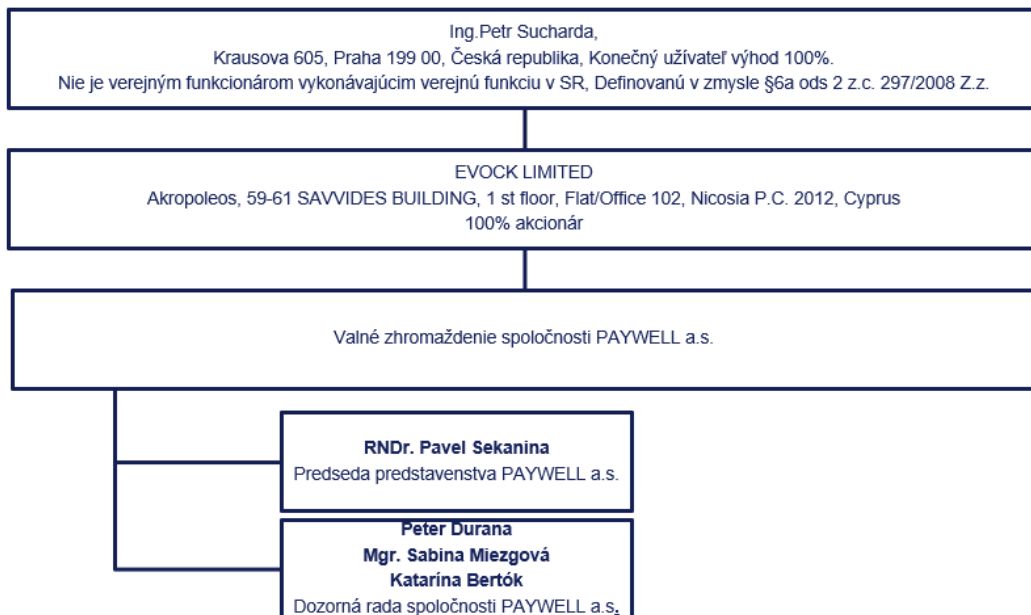 Ing.Petr Sucharda,
Krausova 605, Praha 199 00, Česká republika, Konečný užívateľ výhod 100%.
Nie je verejným funkcionárom vykonávajúcim verejnú funkciu v SR, Definovanú v zmysle §6a ods 2 z.c. 297/2008 Z.z.
EVOCK LIMITED
Akropoleos, 59-61 SAVVIDES BUILDING, 1 st floor, Flat/Office 102, Nicosia P.C. 2012, Cyprus
100% akcionár
Valné zhromaždenie spoločnosti PAYWELL a.s.
RNDr. Pavel Sekanina
Predseda predstavenstva PAYWELL a.s.
Peter Durana
Mgr. Sabina Miezgová
Katarína Bertók
Dozorná rada spoločnosti PAYWELL a.s.